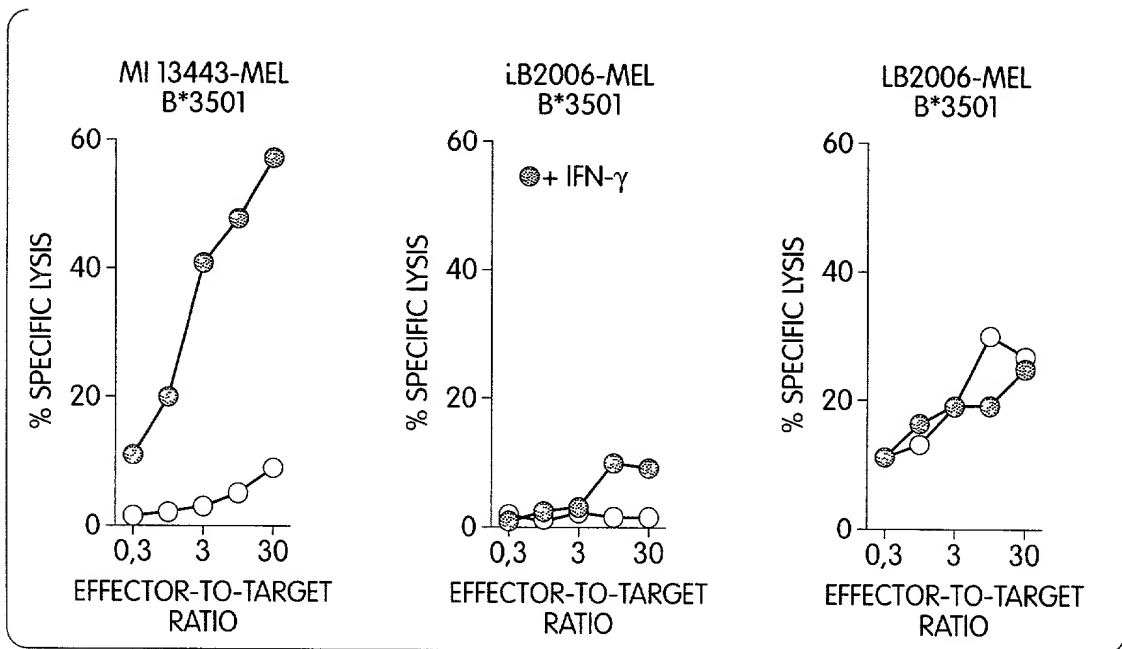 MI 13443-MEL
B*3501
60
40
20
0
% SPECIFIC LYSIS
0,3 3 30
EFFECTOR-TO-TARGET
RATIO
LB2006-MEL
B*3501
+ IFN-γ
60
40
20
0
% SPECIFIC LYSIS
0,3 3 30
EFFECTOR-TO-TARGET
RATIO
LB2006-MEL
B*3501
60
40
20
0
% SPECIFIC LYSIS
0,3 3 30
EFFECTOR-TO-TARGET
RATIO